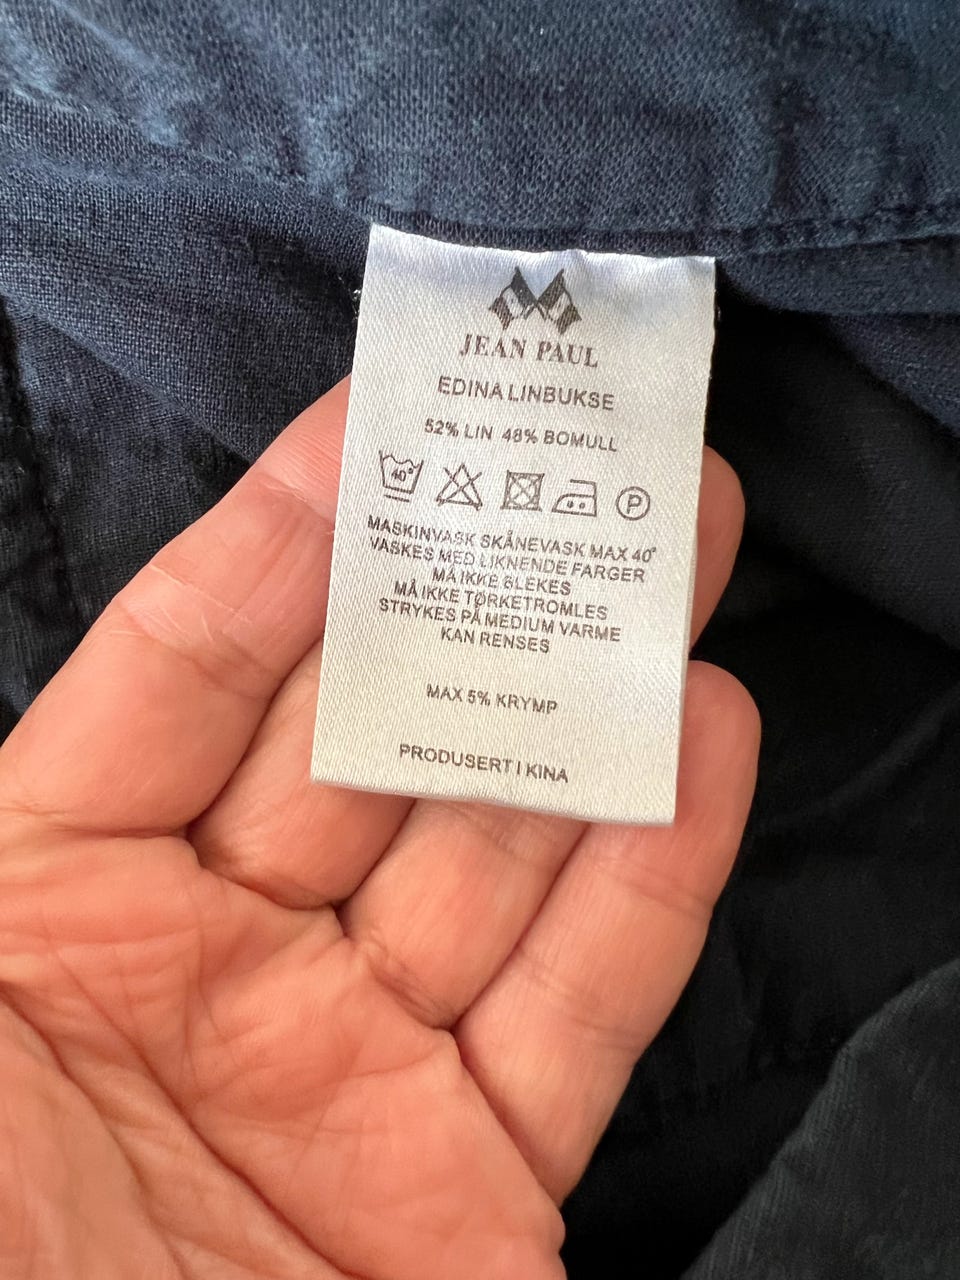 JEAN PAUL
EDINA LINBUKSE
52% LIN 48% BOMULL
40°
P
MASKINVASK SKÅNEVASK MAX 40°
VASKES MED LIKNENDE FARGER
MÅ IKKE BLEKES
MÅ IKKE TØRKETROMLES
STRYKES PÅ MEDIUM VARME
KAN RENSES
MAX 5% KRYMP
PRODUSERT I KINA